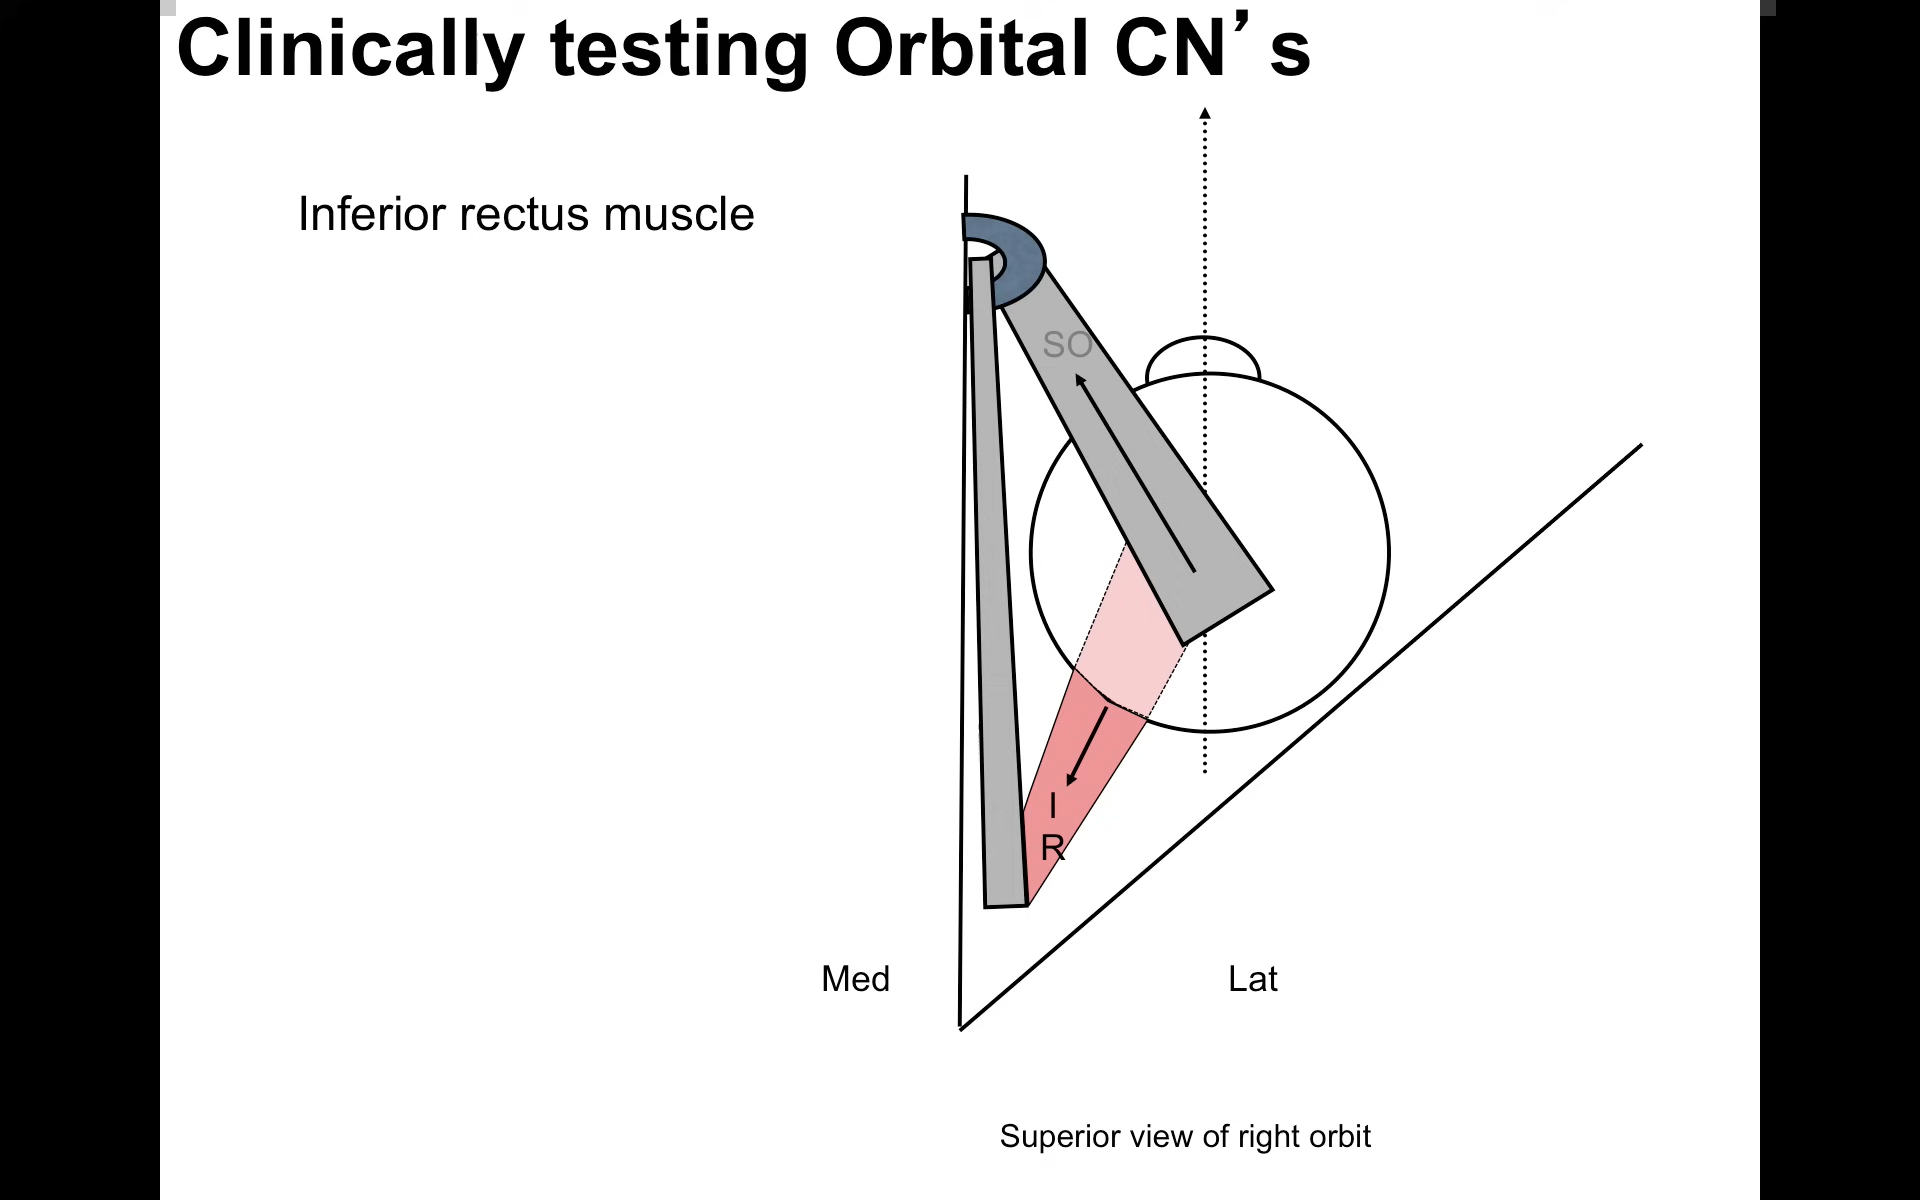 Clinically testing Orbital CN’s
Inferior rectus muscle
SO
I
R
Med
Lat
Superior view of right orbit